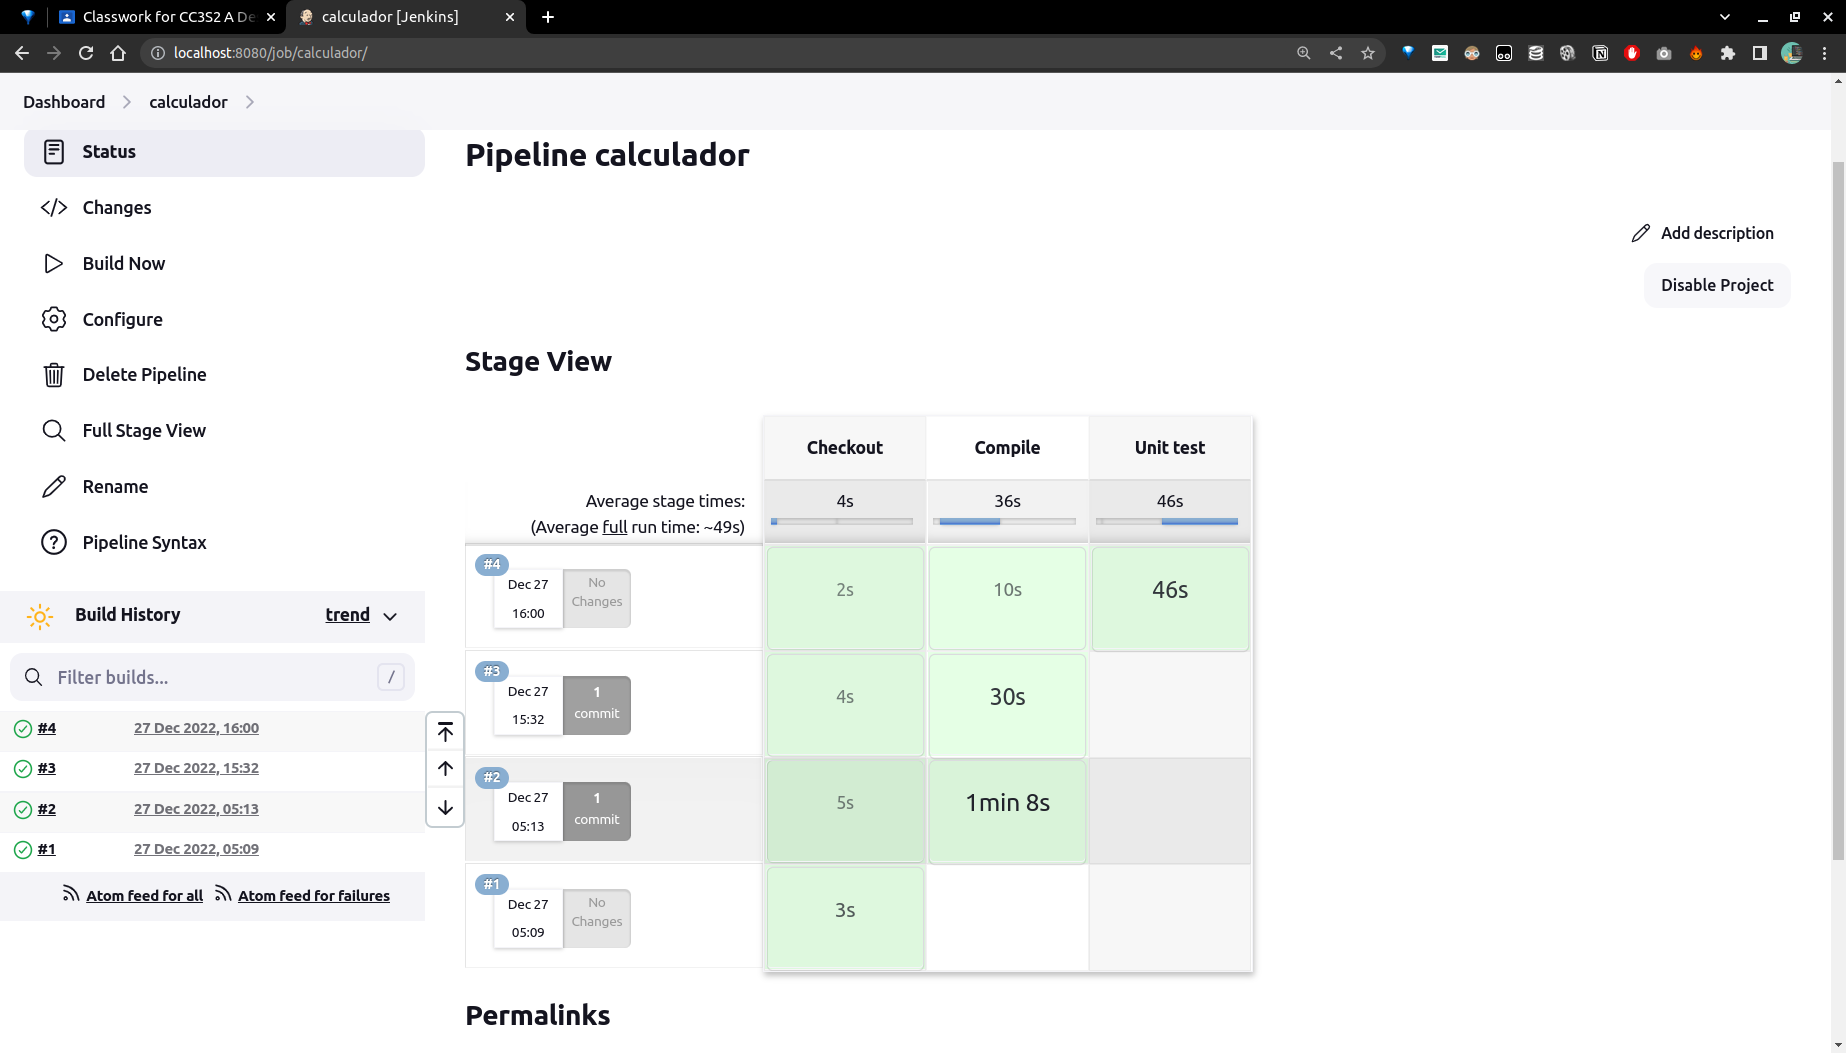 Classwork for CC3S2 A De
calculador [Jenkins]
localhost:8080/job/calculador/
Dashboard
calculador
Status
Changes
Build Now
Configure
Delete Pipeline
Full Stage View
Rename
Pipeline Syntax
Build History
trend
Filter builds...
/
#4 27 Dec 2022, 16:00
#3 27 Dec 2022, 15:32
#2 27 Dec 2022, 05:13
#1 27 Dec 2022, 05:09
Atom feed for all Atom feed for failures
Pipeline calculador
Add description
Disable Project
Stage View
Checkout Compile Unit test
Average stage times: 4s 36s 46s
(Average full run time: ~49s)
#4
Dec 27
16:00
No
Changes
2s 10s 46s
#3
Dec 27
15:32
1
commit
4s 30s
#2
Dec 27
05:13
1
commit
5s 1min 8s
#1
Dec 27
05:09
No
Changes
3s
Permalinks